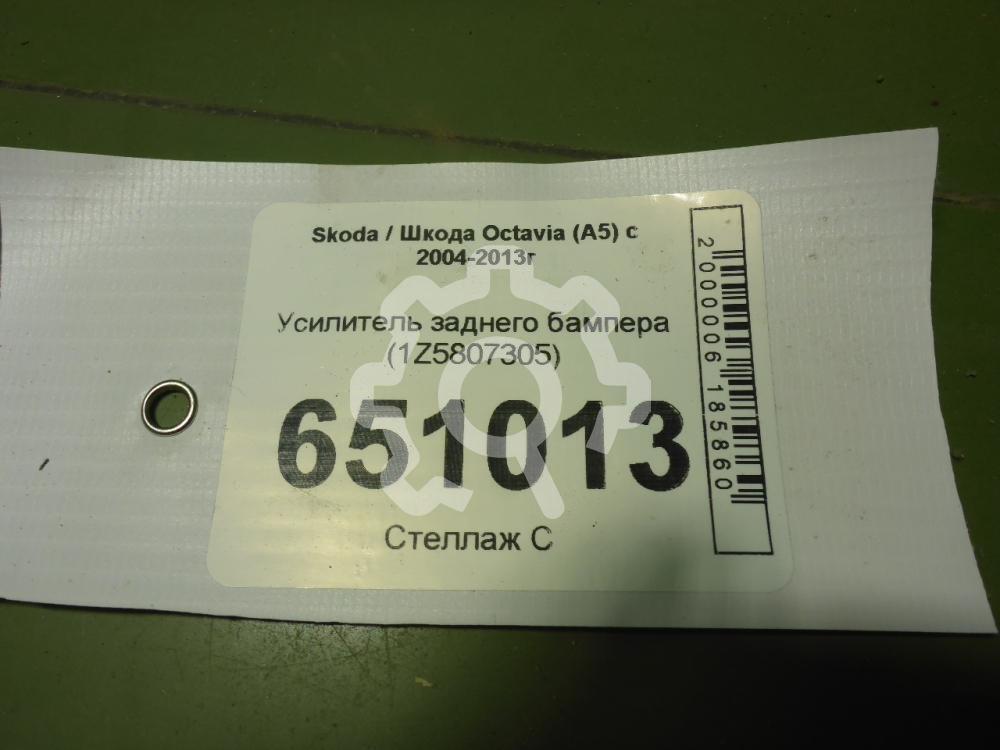 Skoda / Шкода Octavia (A5) с
2004-2013г
Усилитель заднего бампера
(1Z5807305)
651013
Стеллаж С
2000006185860